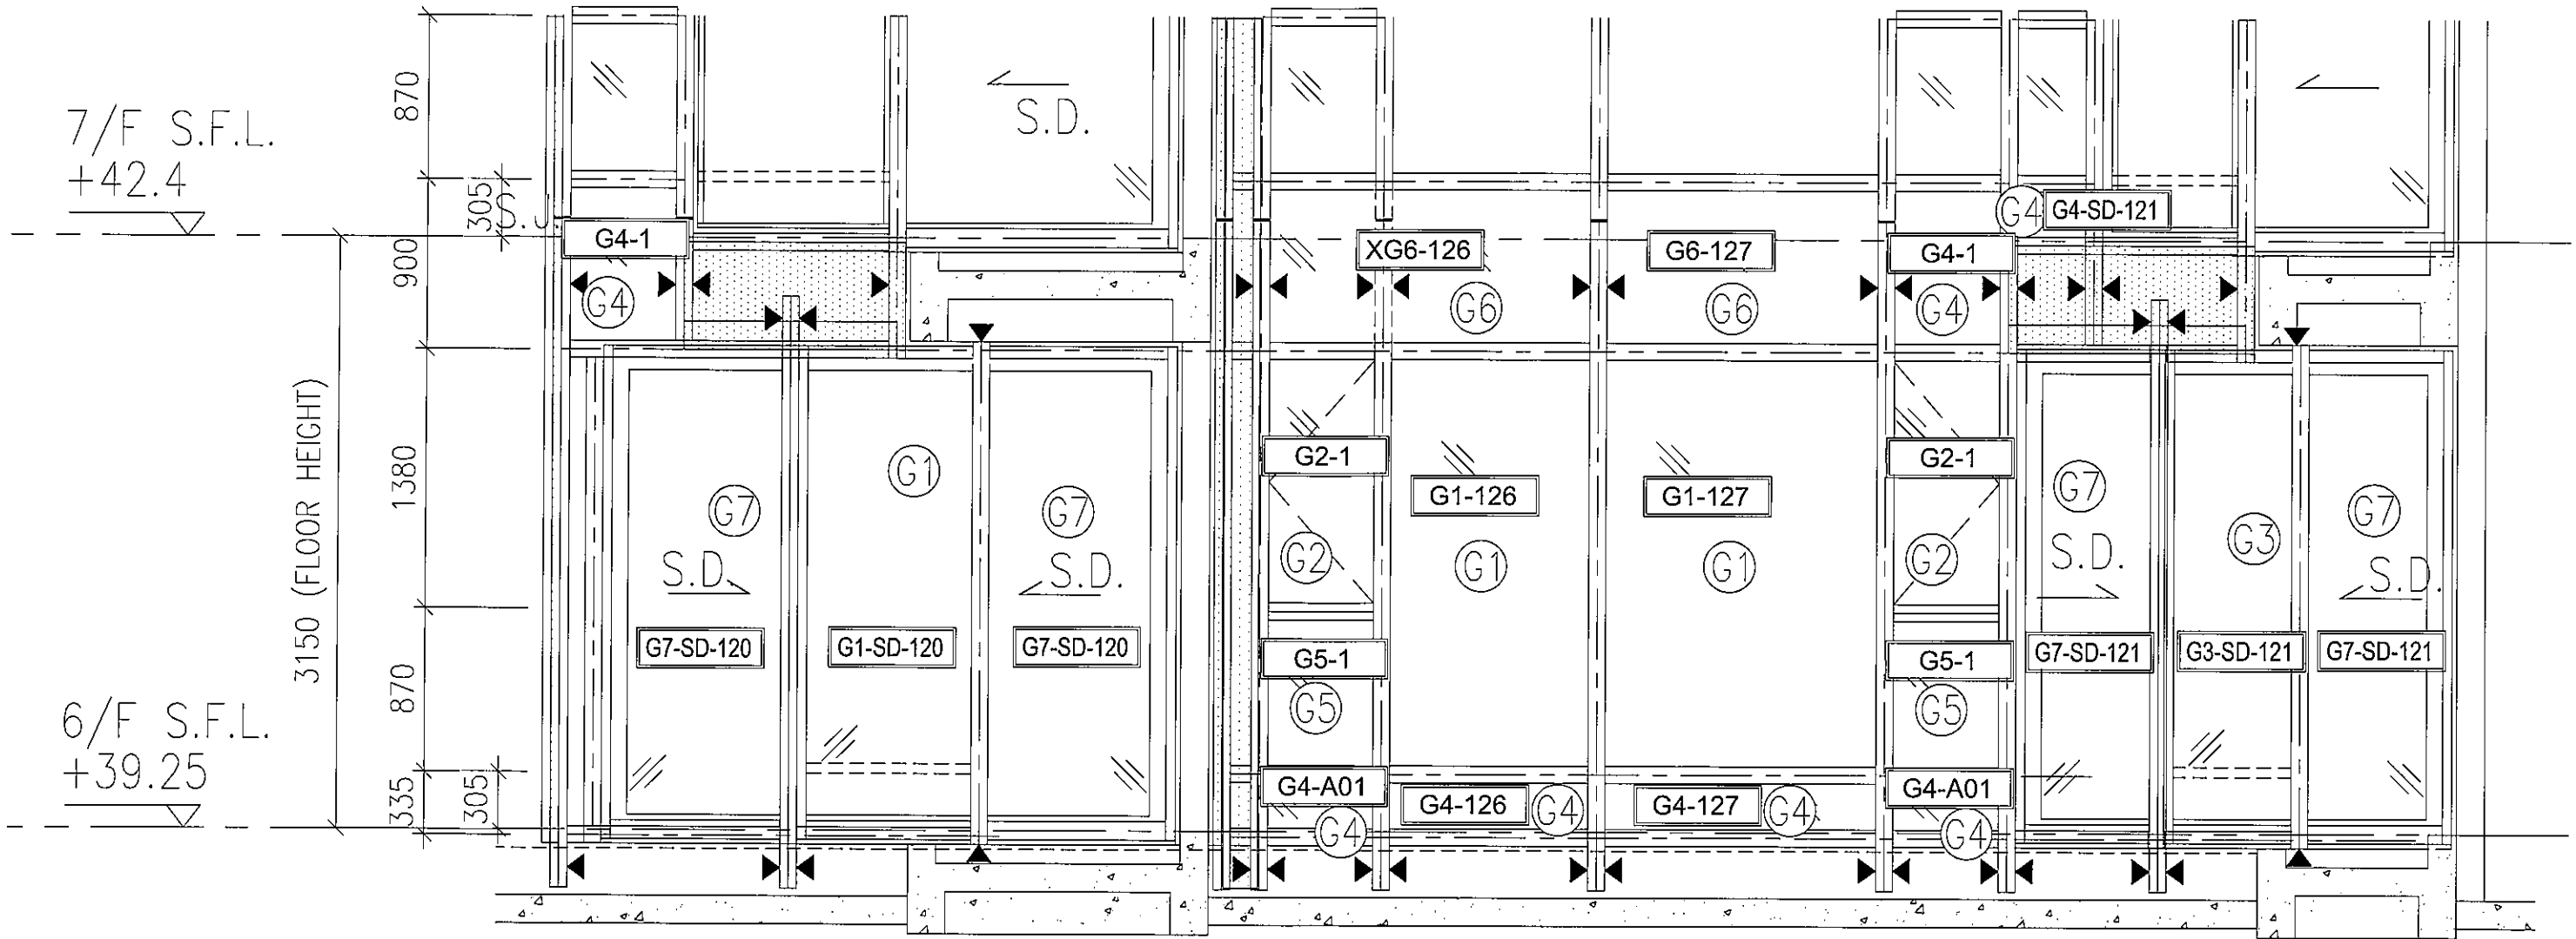 870
7/F S.F.L.
+42.4
305
S.J.
900
S.D.
G4-1
G4
XG6-126
G6
G6-127
G6
G4-1
G4
G4
G4-SD-121
3150 (FLOOR HEIGHT)
1380
870
335
305
6/F S.F.L.
+39.25
G7
S.D.
G7-SD-120
G1
G1-SD-120
G7
S.D.
G7-SD-120
G2-1
G2
G5-1
G5
G4-A01
G4
G1-126
G1
G4-126
G4
G1-127
G1
G4-127
G4
G2-1
G2
G5-1
G5
G4-A01
G4
G7
S.D.
G7-SD-121
G3
G3-SD-121
G7
S.D.
G7-SD-121